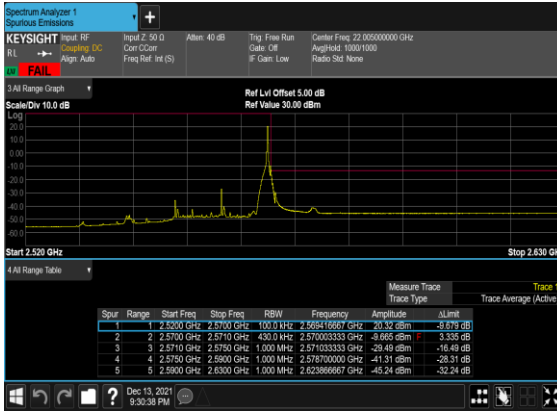 Spectrum Analyzer 1
Spurious Emissions
+
KEYSIGHT Input: RF Input Z: 50 Ω Atten: 40 dB Trig: Free Run Center Freq: 22.005000000 GHz
RL Coupling: DC Corr CCorr Gate: Off Avg|Hold: 1000/1000
Align: Auto Freq Ref: Int (S) IF Gain: Low Radio Std: None
FAIL
3 All Range Graph
Ref Lvl Offset 5.00 dB
Scale/Div 10.0 dB Ref Value 30.00 dBm
Log
20.0
10.0
0.00
-10.0
-20.0
-30.0
-40.0
-50.0
-60.0
Start 2.520 GHz Stop 2.630 GH
4 All Range Table
Measure Trace Trace 1
Trace Type Trace Average (Active
Spur Range Start Freq Stop Freq RBW Frequency Amplitude ΔLimit
1 1 2.5200 GHz 2.5700 GHz 100.0 kHz 2.569416667 GHz 20.32 dBm -9.679 dB
2 2 2.5700 GHz 2.5710 GHz 430.0 kHz 2.570003333 GHz -9.665 dBm F 3.335 dB
3 3 2.5710 GHz 2.5750 GHz 1.000 MHz 2.571033333 GHz -29.49 dBm -16.49 dB
4 4 2.5750 GHz 2.5900 GHz 1.000 MHz 2.578700000 GHz -41.31 dBm -28.31 dB
5 5 2.5900 GHz 2.6300 GHz 1.000 MHz 2.623866667 GHz -45.24 dBm -32.24 dB
? Dec 13, 2021
9:30:38 PM